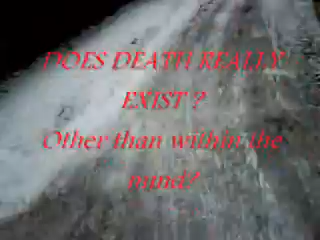 DOES DEATH REALLY
EXIST ?
Other than within the
mind?